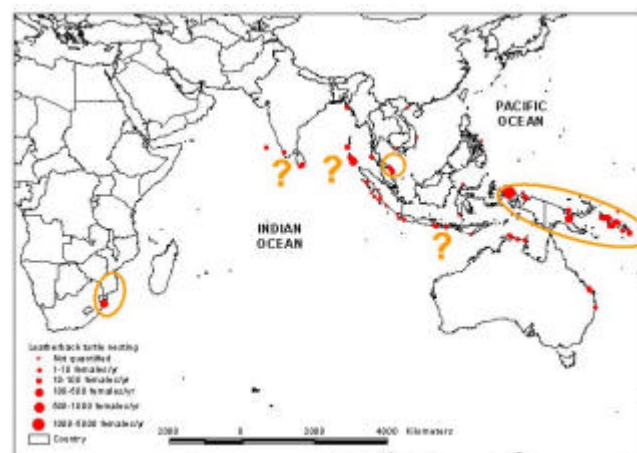 PACIFIC
OCEAN
?
?
INDIAN
OCEAN
?
Leatherback turtle nesting
Not quantified
1-10 females/yr
10-100 females/yr
100-500 females/yr
500-1000 females/yr
1000-5000 females/yr
Country
2000 0 2000 4000 Kilometers